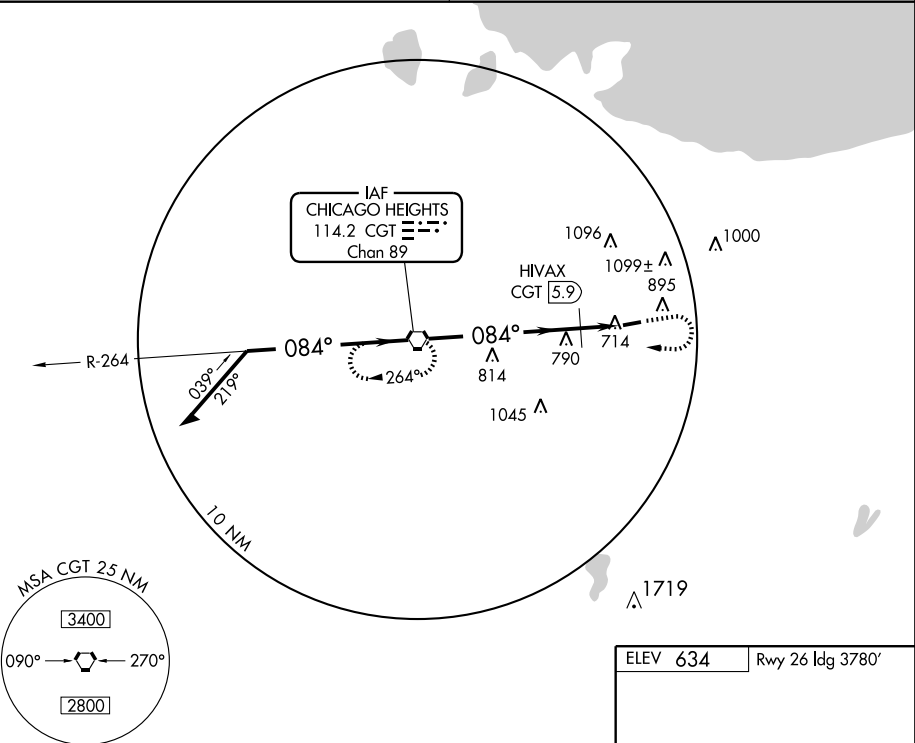 IAF
CHICAGO HEIGHTS
114.2 CGT
Chan 89
1096
1000
1099±
HIVAX
CGT 5.9
895
R-264
084°
084°
714
790
039°
219°
264°
814
1045
10 NM
MSA CGT 25 NM
3400
090°
270°
2800
1719
ELEV 634
Rwy 26 ldg 3780'